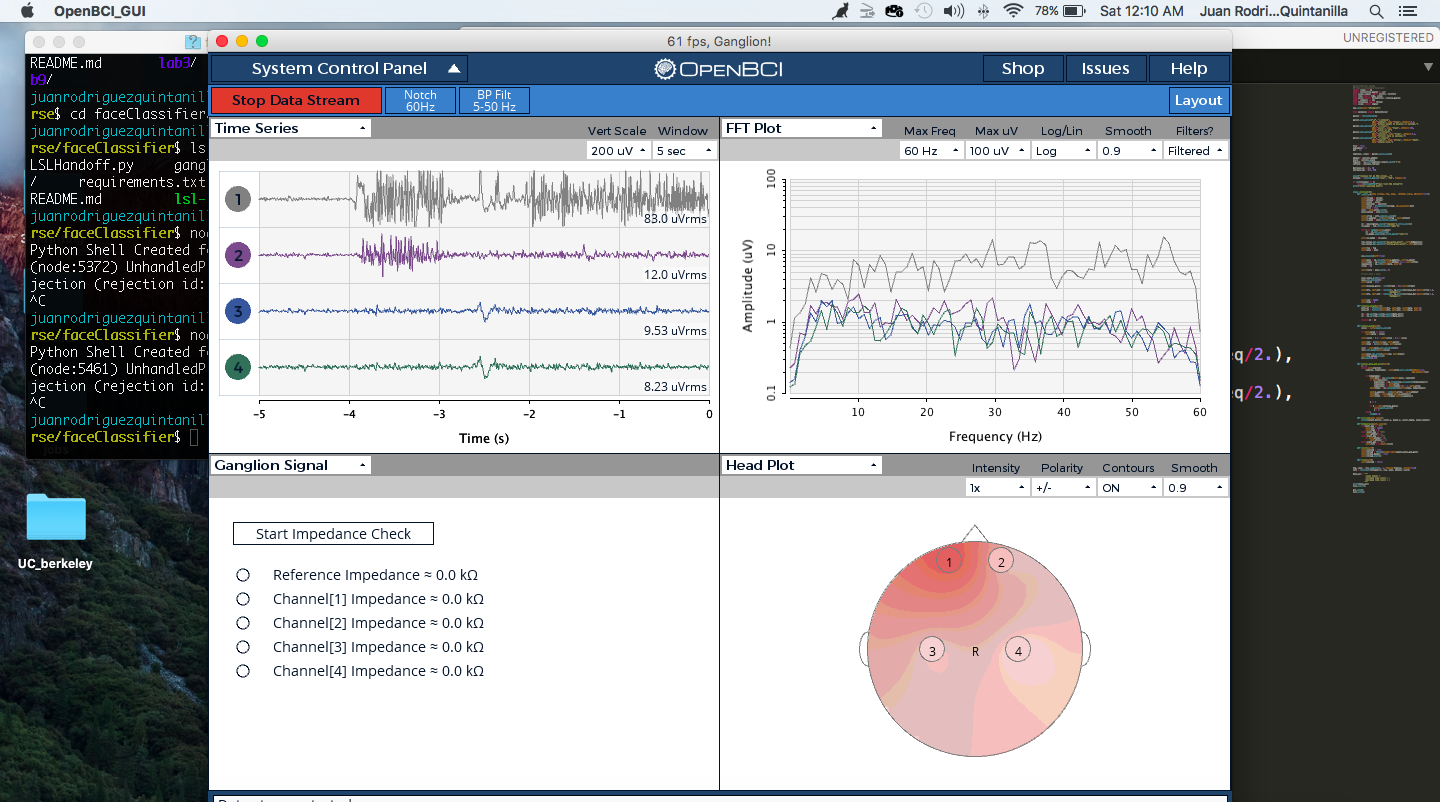 OpenBCI_GUI
78%
Sat 12:10 AM
Juan Rodri...Quintanilla
UNREGISTERED
README.md lab3/
b9/
juanrodriguezquintanill
rse$ cd faceClassifier
juanrodriguezquintanill
rse/faceClassifier$ ls
LSLHandoff.py gang
/ requirements.txt
README.md lsl-
juanrodriguezquintanill
rse/faceClassifier$ no
Python Shell Created f
(node:5372) UnhandledP
jection (rejection id:
^C
juanrodriguezquintanill
rse/faceClassifier$ no
Python Shell Created f
(node:5461) UnhandledP
jection (rejection id:
^C
juanrodriguezquintanill
rse/faceClassifier$
jobs
UC_berkeley
61 fps, Ganglion!
System Control Panel
OpenBCI
Shop
Issues
Help
Stop Data Stream
Notch
60Hz
BP Filt
5-50 Hz
Layout
Time Series
Vert Scale
Window
200 uV
5 sec
1
83.0 uVrms
2
12.0 uVrms
3
9.53 uVrms
4
8.23 uVrms
-5 -4 -3 -2 -1 0
Time (s)
FFT Plot
Max Freq
Max uV
Log/Lin
Smooth
Filters?
60 Hz
100 uV
Log
0.9
Filtered
Amplitude (uV)
100
10
1
0.1
10 20 30 40 50 60
Frequency (Hz)
Ganglion Signal
Start Impedance Check
Reference Impedance ≈ 0.0 kΩ
Channel[1] Impedance ≈ 0.0 kΩ
Channel[2] Impedance ≈ 0.0 kΩ
Channel[3] Impedance ≈ 0.0 kΩ
Channel[4] Impedance ≈ 0.0 kΩ
Head Plot
Intensity
Polarity
Contours
Smooth
1x
+/-
ON
0.9
1
2
3
R
4
q/2.),
q/2.),